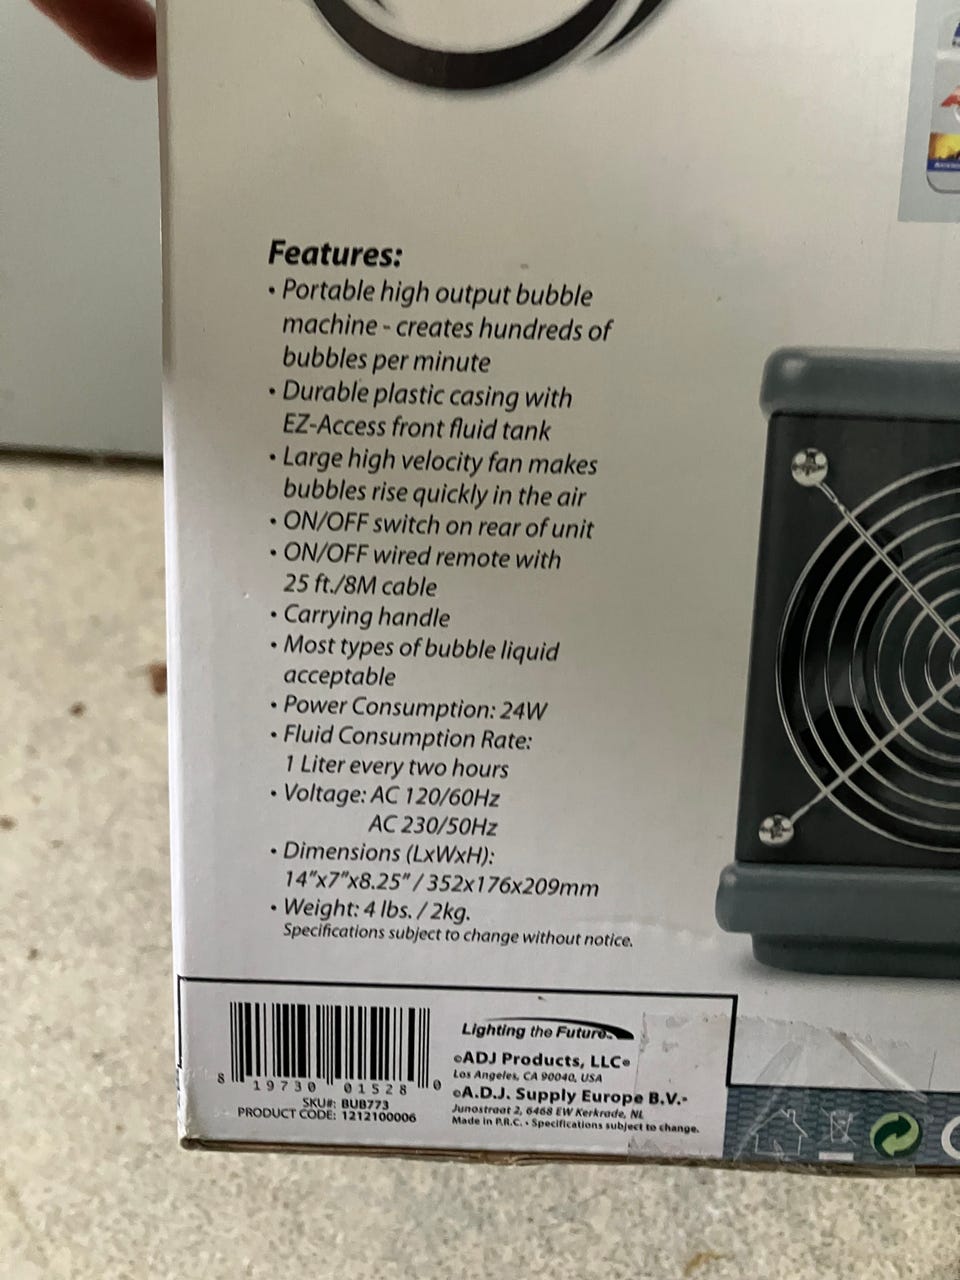 Features:
• Portable high output bubble
machine - creates hundreds of
bubbles per minute
• Durable plastic casing with
EZ-Access front fluid tank
• Large high velocity fan makes
bubbles rise quickly in the air
• ON/OFF switch on rear of unit
• ON/OFF wired remote with
25 ft./8M cable
• Carrying handle
• Most types of bubble liquid
acceptable
• Power Consumption: 24W
• Fluid Consumption Rate:
1 Liter every two hours
• Voltage: AC 120/60Hz
AC 230/50Hz
• Dimensions (LxWxH):
14"x7"x8.25" / 352x176x209mm
• Weight: 4 lbs. / 2kg.
Specifications subject to change without notice.
8 19730 01528 0
SKU#: BUB773
PRODUCT CODE: 1212100006
Lighting the Future
©ADJ Products, LLC
Los Angeles, CA 90040, USA
©A.D.J. Supply Europe B.V.
Junostraat 2, 6468 EW Kerkrade, NL
Made in P.R.C. • Specifications subject to change.